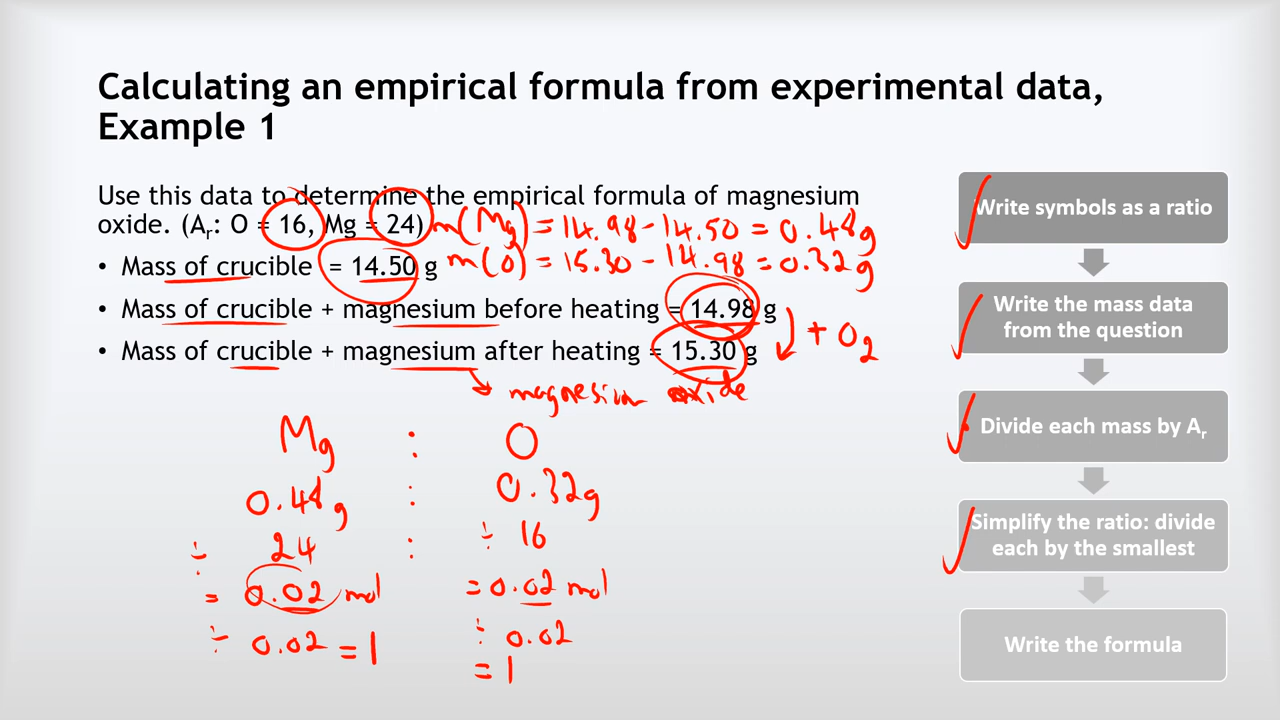 Calculating an empirical formula from experimental data,
Example 1
Use this data to determine the empirical formula of magnesium
oxide. (Ar: O = 16, Mg = 24)
m(Mg) = 14.98 - 14.50 = 0.48g
• Mass of crucible = 14.50 g
m(O) = 15.30 - 14.98 = 0.32g
• Mass of crucible + magnesium before heating = 14.98 g
• Mass of crucible + magnesium after heating = 15.30 g
+ O2
magnesium oxide
Mg : O
0.48g : 0.32g
÷ 24 : ÷ 16
= 0.02 mol = 0.02 mol
÷ 0.02 = 1 ÷ 0.02
= 1
Write symbols as a ratio
Write the mass data
from the question
Divide each mass by Ar
Simplify the ratio: divide
each by the smallest
Write the formula